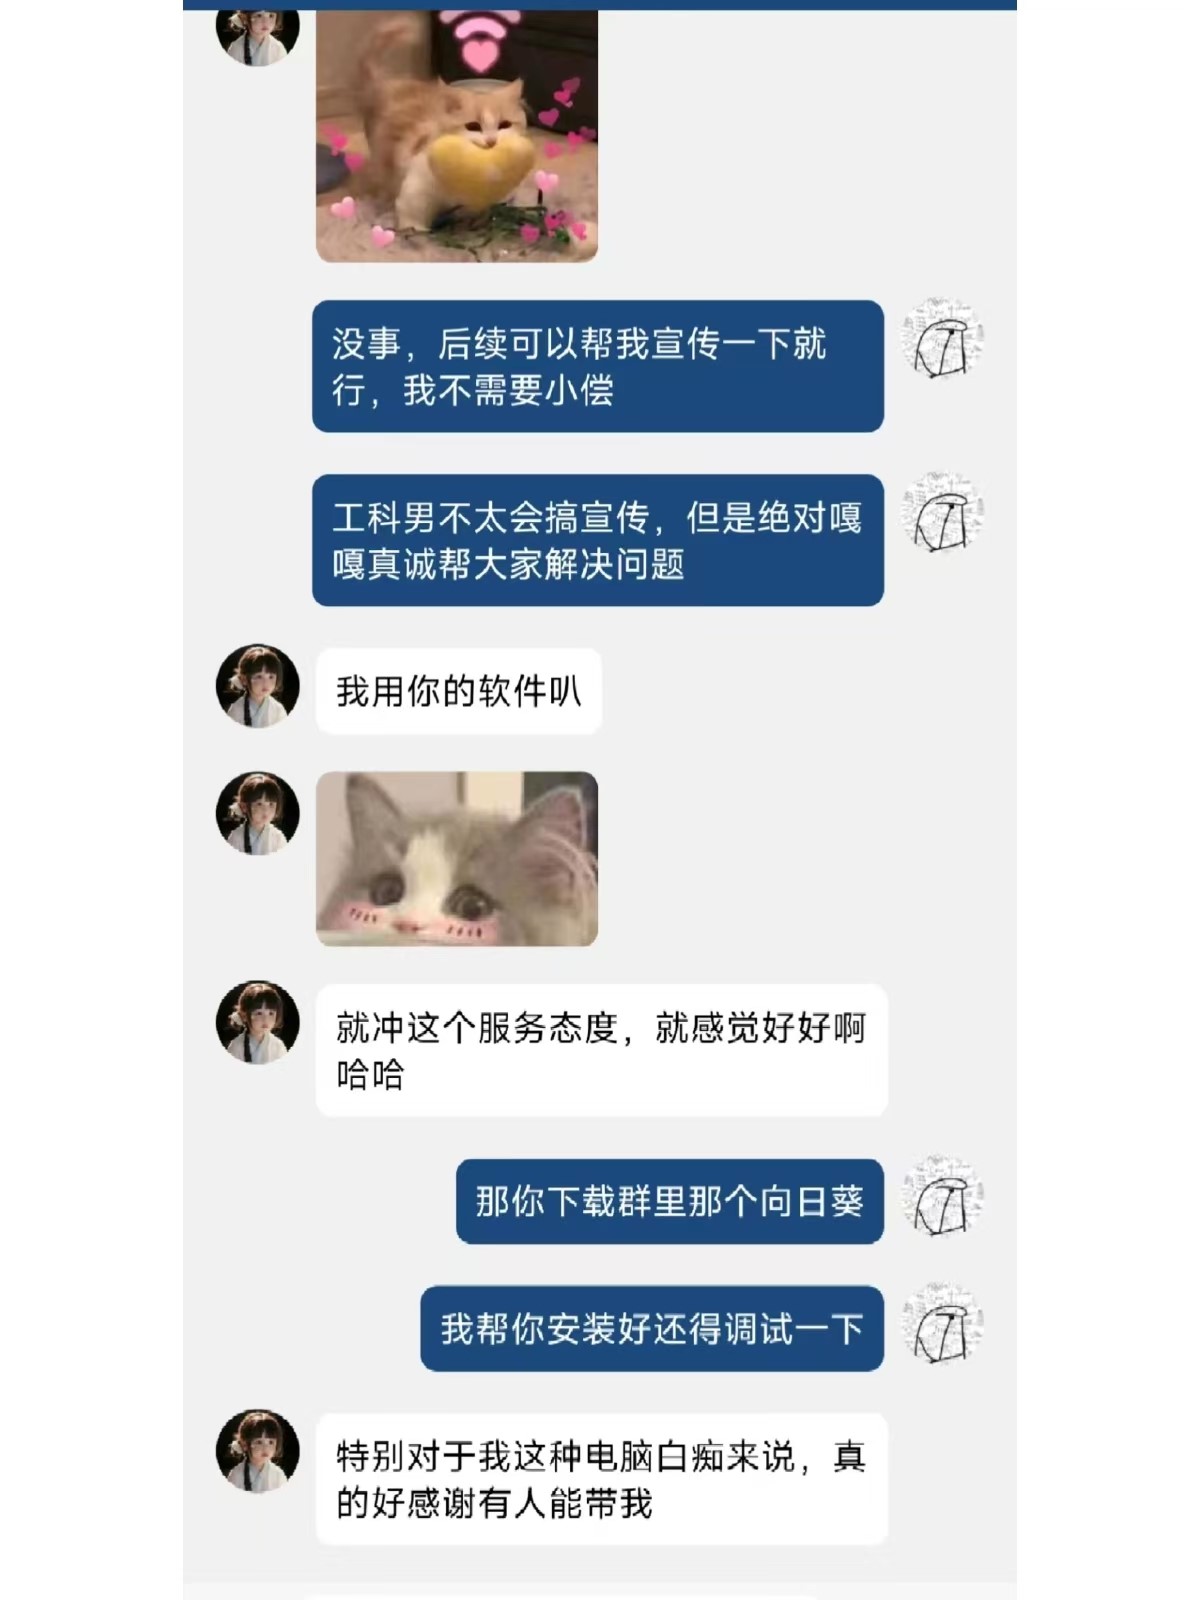 没事，后续可以帮我宣传一下就
行，我不需要小偿
工科男不太会搞宣传，但是绝对嘎
嘎真诚帮大家解决问题
我用你的软件叭
就冲这个服务态度，就感觉好好啊
哈哈
那你下载群里那个向日葵
我帮你安装好还得调试一下
特别对于我这种电脑白痴来说，真
的好感谢有人能带我